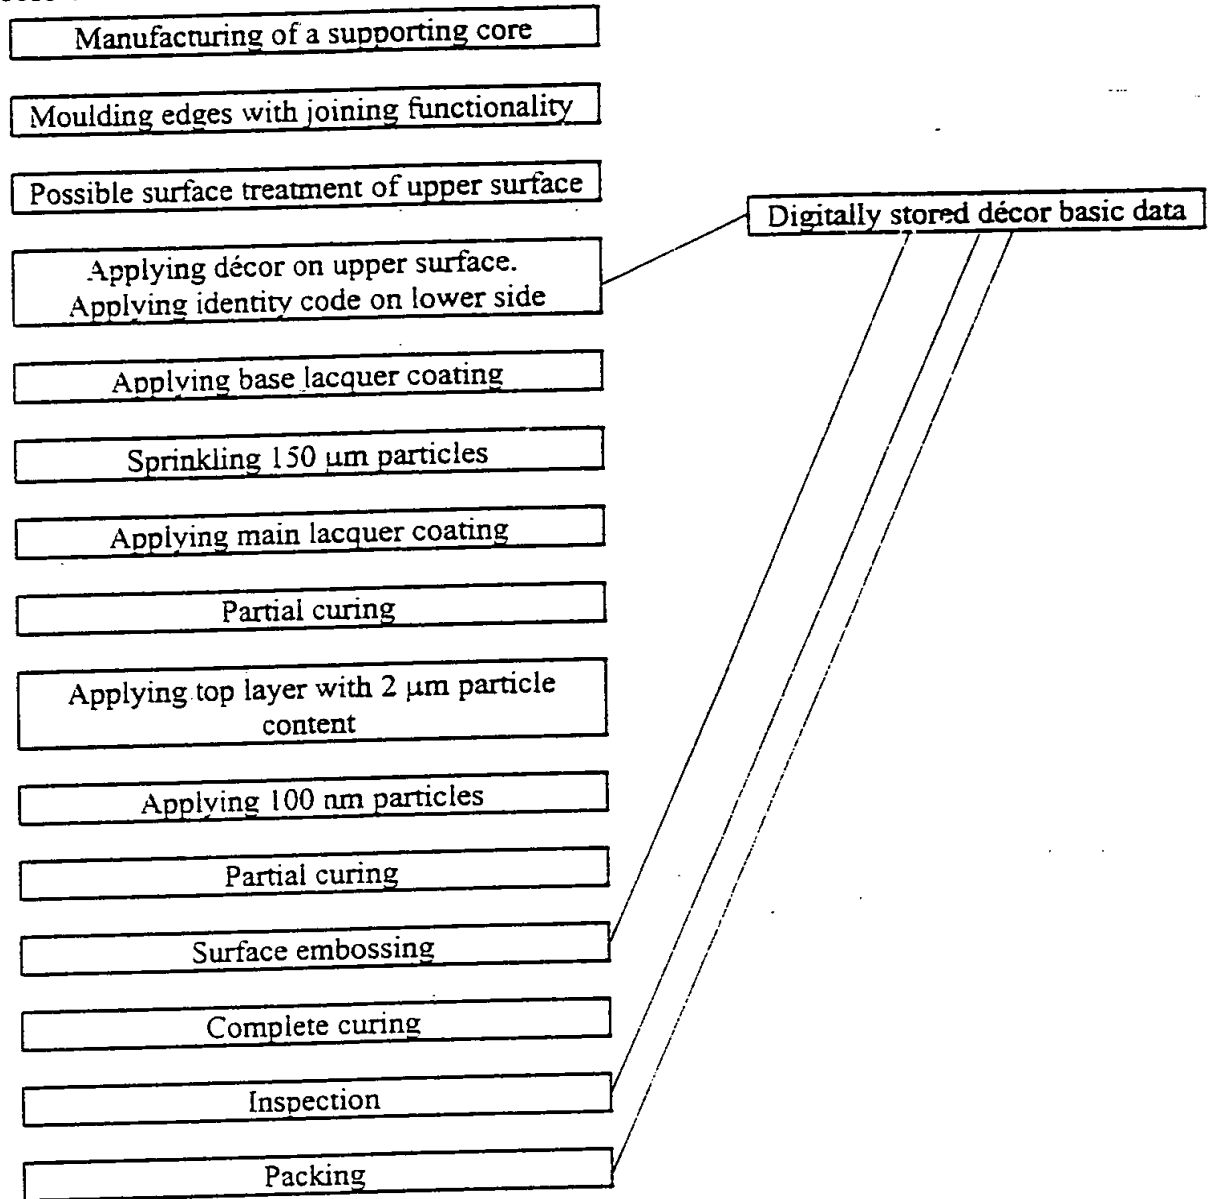 Manufacturing of a supporting core
Moulding edges with joining functionality
Possible surface treatment of upper surface
Digitally stored décor basic data
Applying décor on upper surface.
Applying identity code on lower side
Applying base lacquer coating
Sprinkling 150 μm particles
Applying main lacquer coating
Partial curing
Applying top layer with 2 μm particle
content
Applying 100 nm particles
Partial curing
Surface embossing
Complete curing
Inspection
Packing